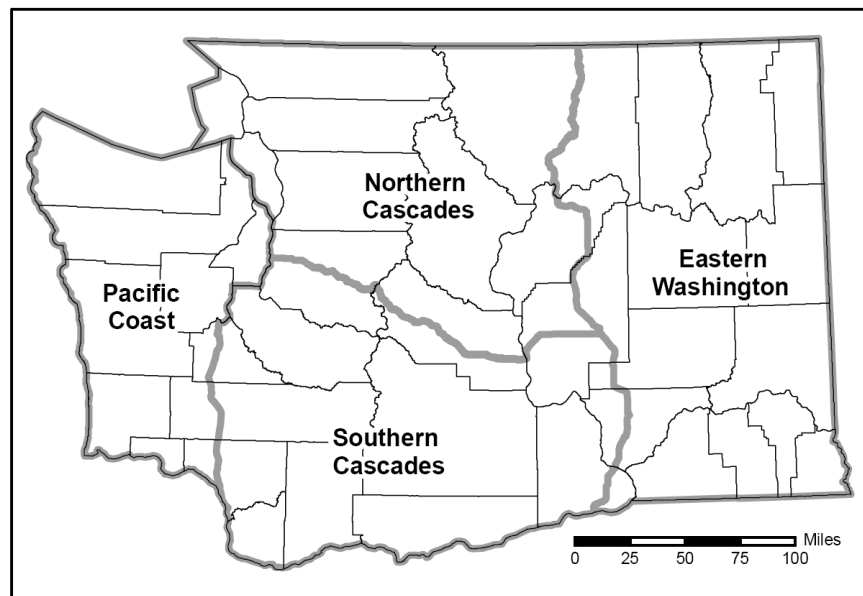 Northern
Cascades
Pacific
Coast
Eastern
Washington
Southern
Cascades
Miles
0 25 50 75 100